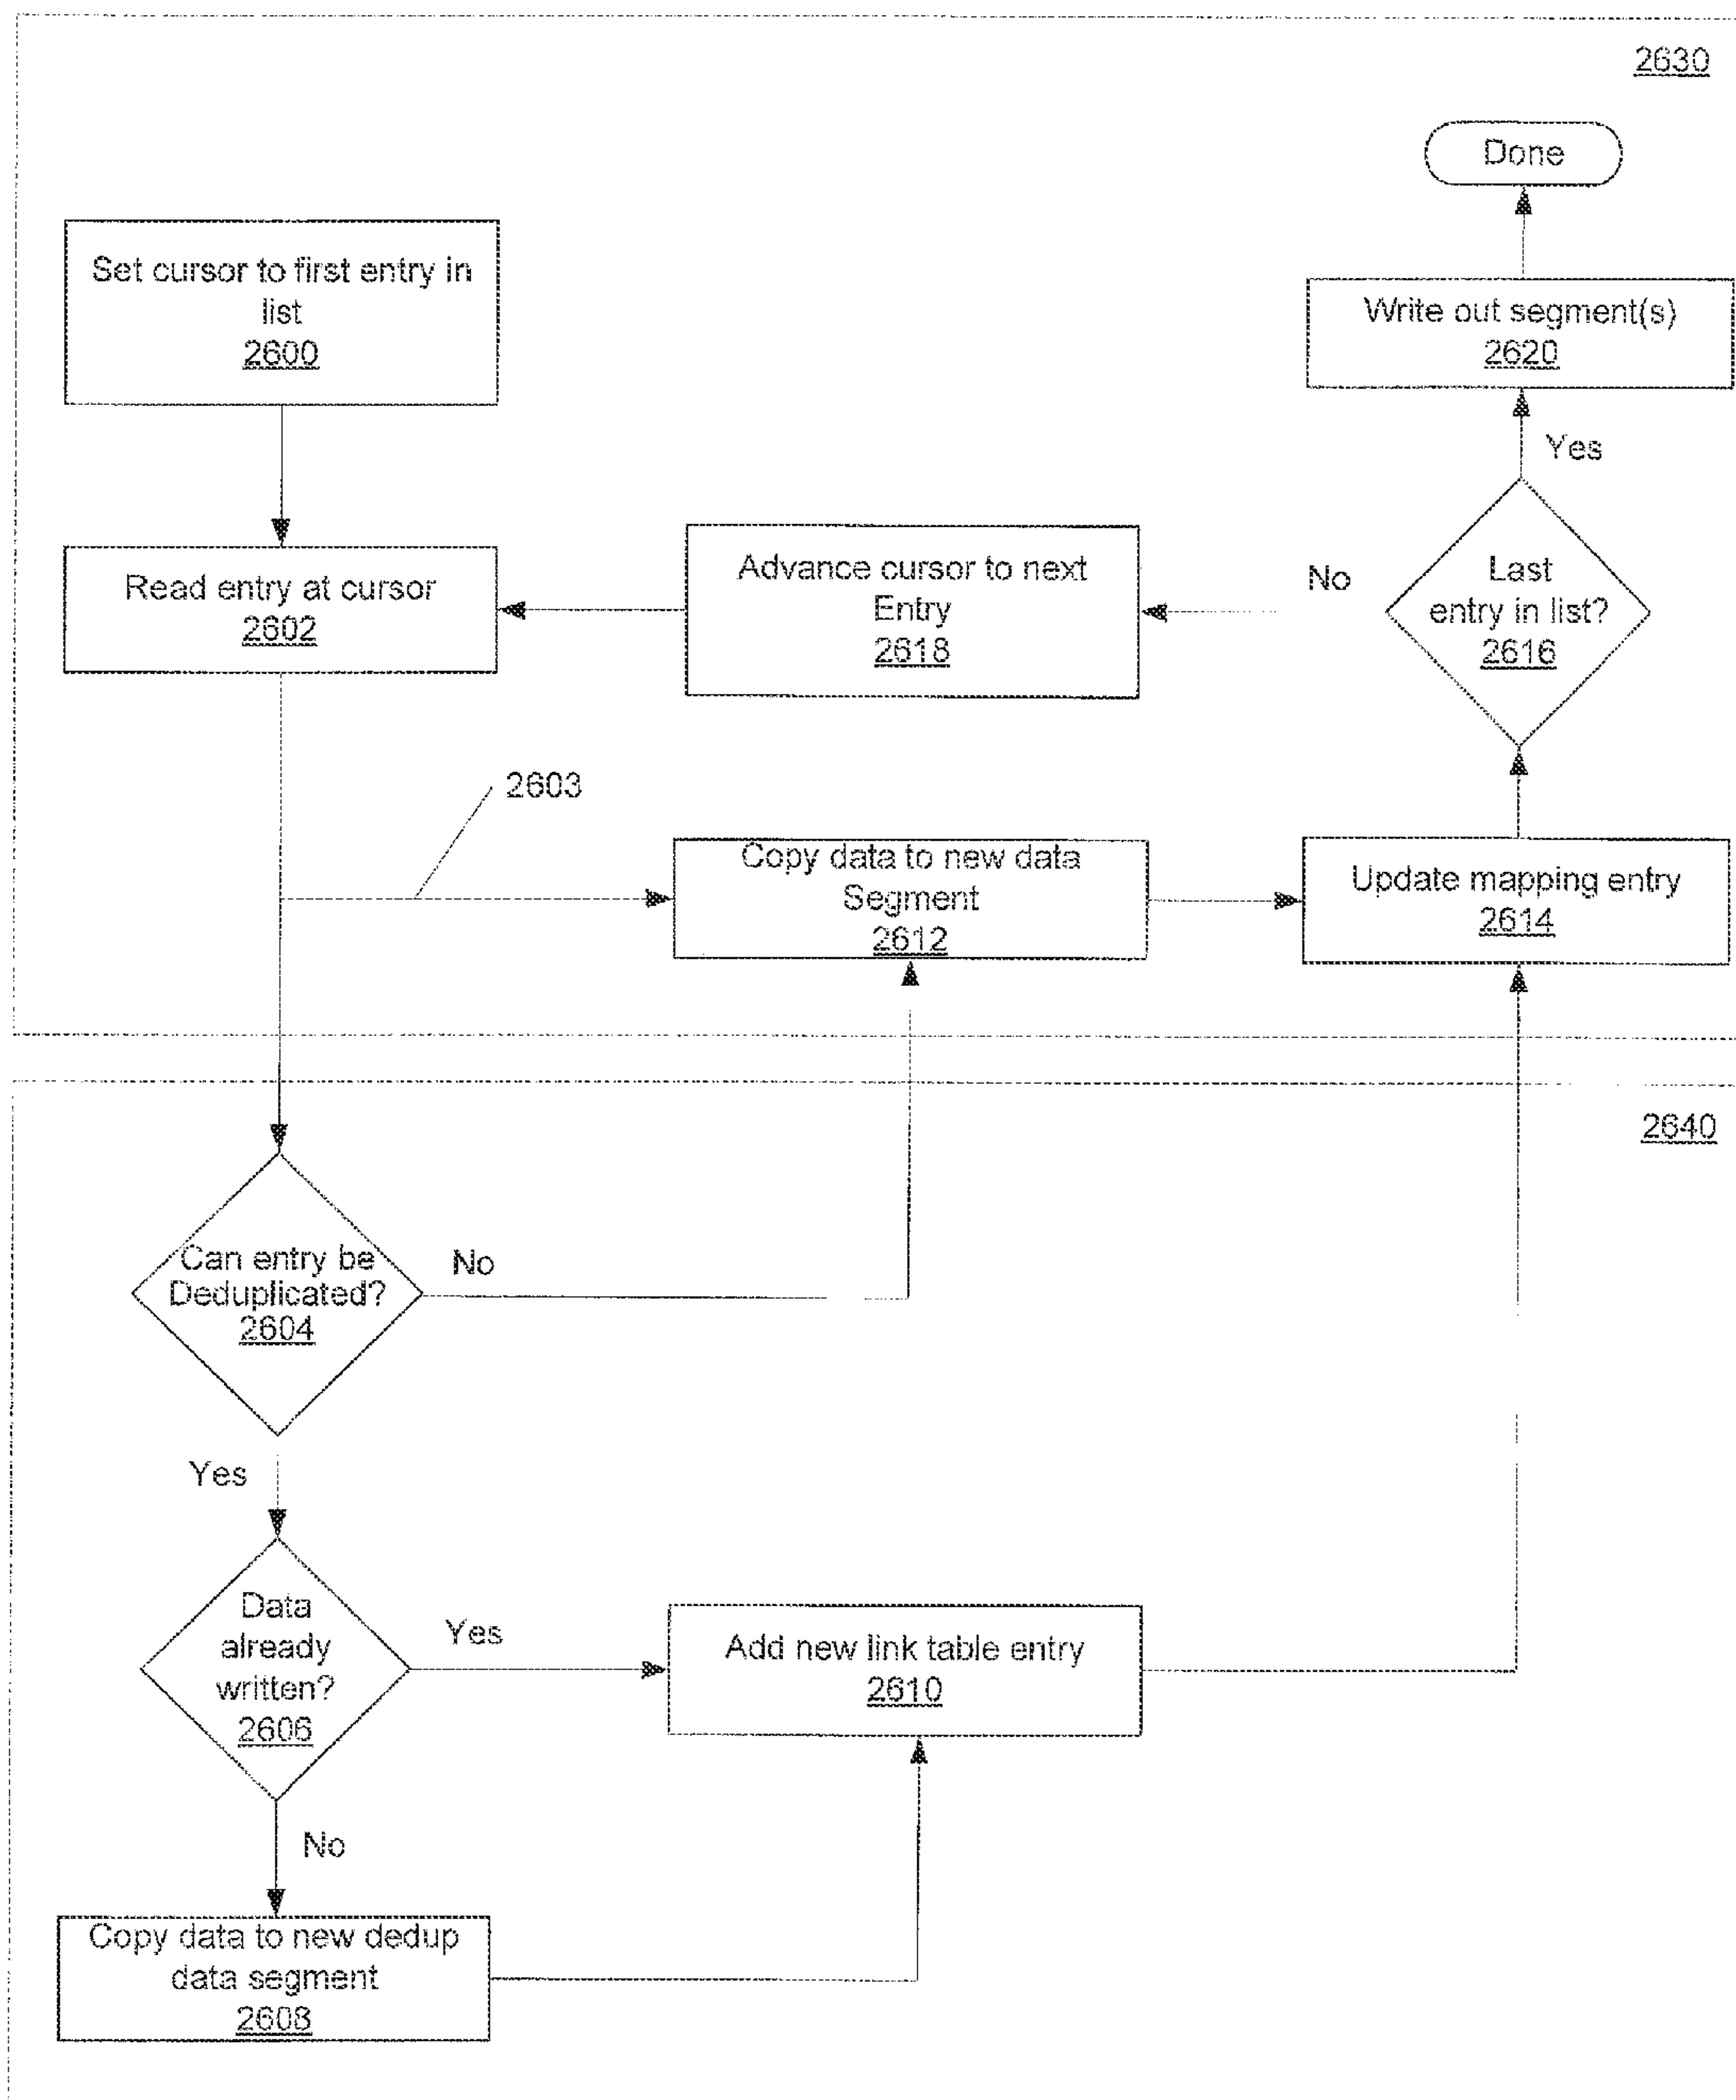 2630
Done
Set cursor to first entry in
list
2600
Write out segment(s)
2620
Yes
Read entry at cursor
2602
Advance cursor to next
Entry
2618
No
Last
entry in list?
2616
2603
Copy data to new data
Segment
2612
Update mapping entry
2614
2640
Can entry be
Deduplicated?
2604
No
Yes
Data
already
written?
2606
Yes
Add new link table entry
2610
No
Copy data to new dedup
data segment
2608